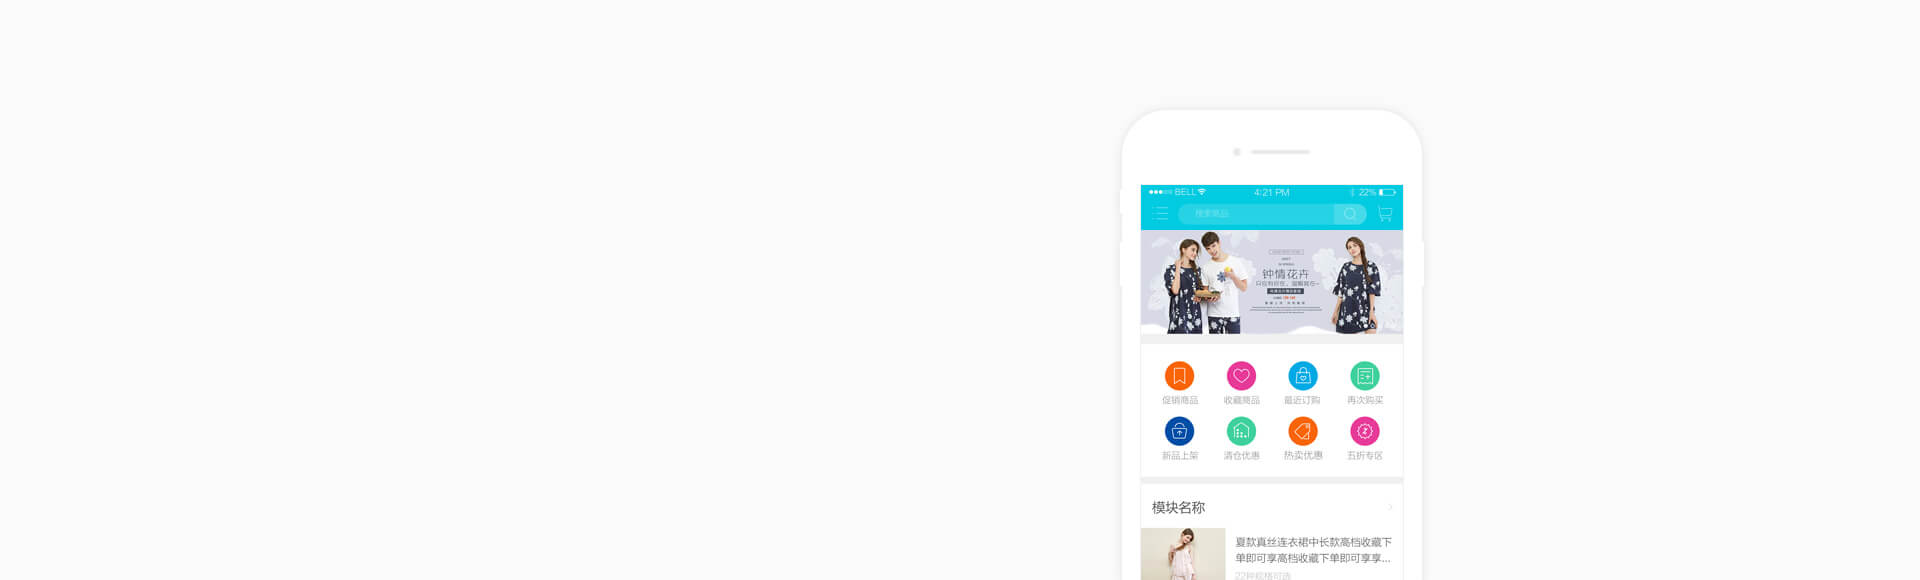 BELL
4:21 PM
22%
搜索商品
钟情花卉
促销商品
收藏商品
最近订购
再次购买
新品上架
清仓优惠
热卖优惠
五折专区
模块名称
夏款真丝连衣裙中长款高档收藏下
单即可享高档收藏下单即可享享...
22种规格可选